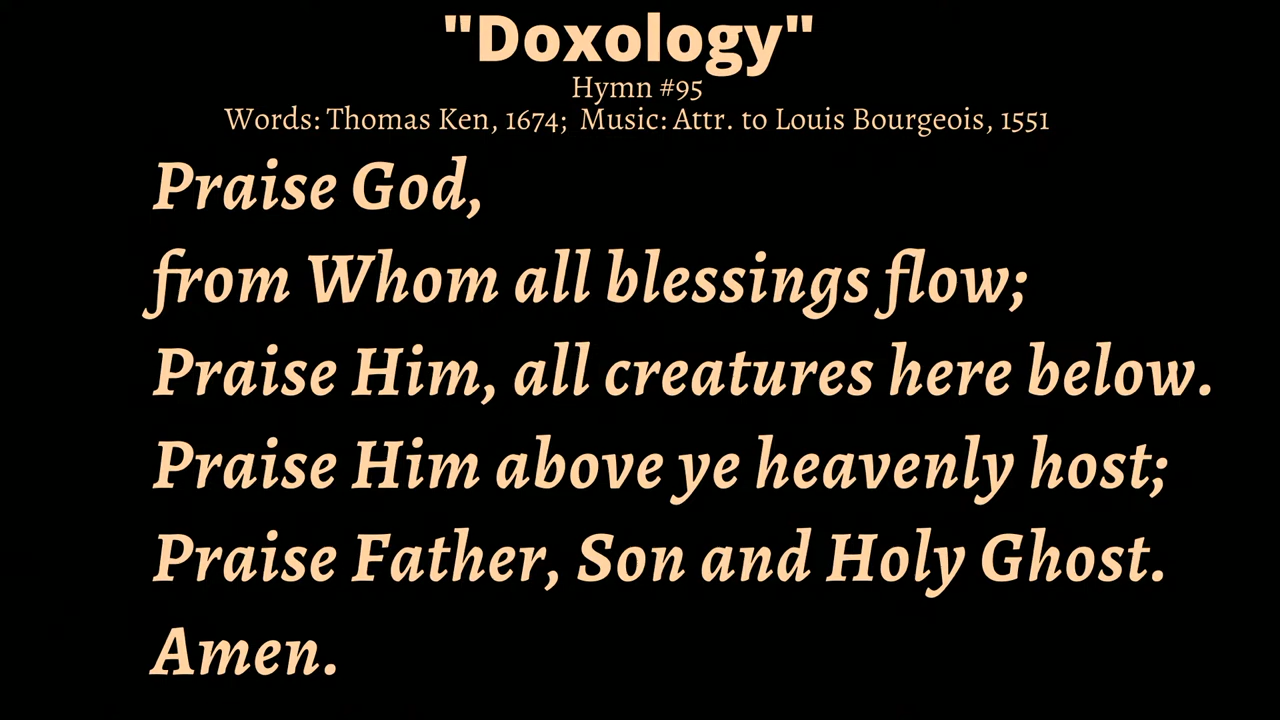 "Doxology"
Hymn #95
Words: Thomas Ken, 1674; Music: Attr. to Louis Bourgeois, 1551
Praise God,
from Whom all blessings flow;
Praise Him, all creatures here below.
Praise Him above ye heavenly host;
Praise Father, Son and Holy Ghost.
Amen.